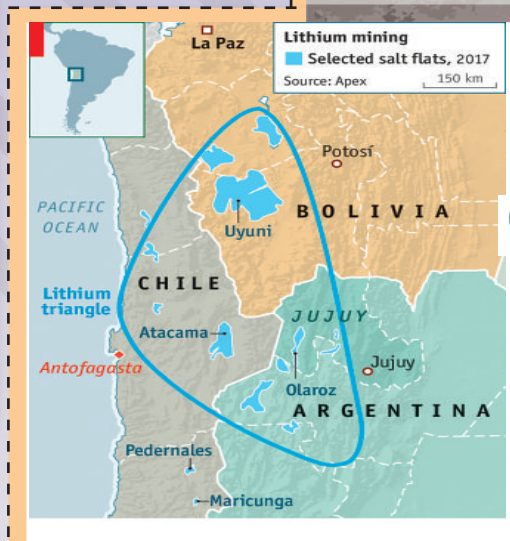 La Paz
Lithium mining
Selected salt flats, 2017
Source: Apex
150 km
Potosí
PACIFIC
OCEAN
BOLIVIA
Uyuni
CHILE
Lithium
triangle
JUJUY
Atacama
Antofagasta
Jujuy
Olaroz
ARGENTINA
Pedernales
Maricunga